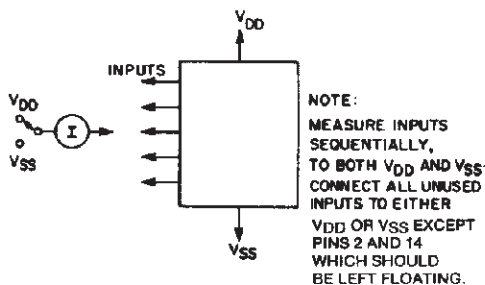 VDD
INPUTS
VDD
I
VSS
VSS
NOTE:
MEASURE INPUTS
SEQUENTIALLY,
TO BOTH VDD AND VSS.
CONNECT ALL UNUSED
INPUTS TO EITHER
VDD OR VSS EXCEPT
PINS 2 AND 14
WHICH SHOULD
BE LEFT FLOATING.